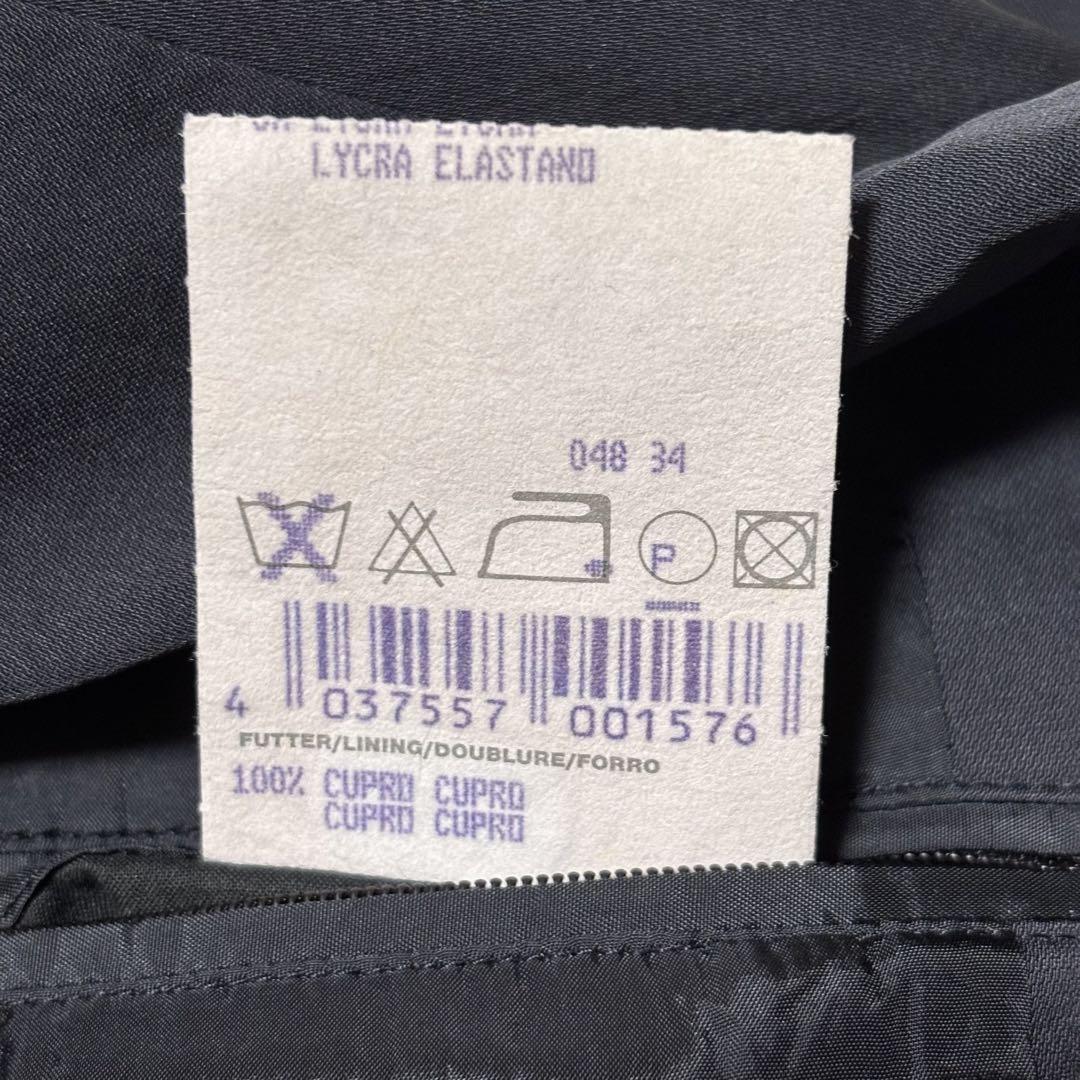 LYCRA ELASTANO
048 34
P
4 037557 001576
FUTTER/LINING/DOUBLURE/FORRO
100% CUPRO CUPRO
CUPRO CUPRO